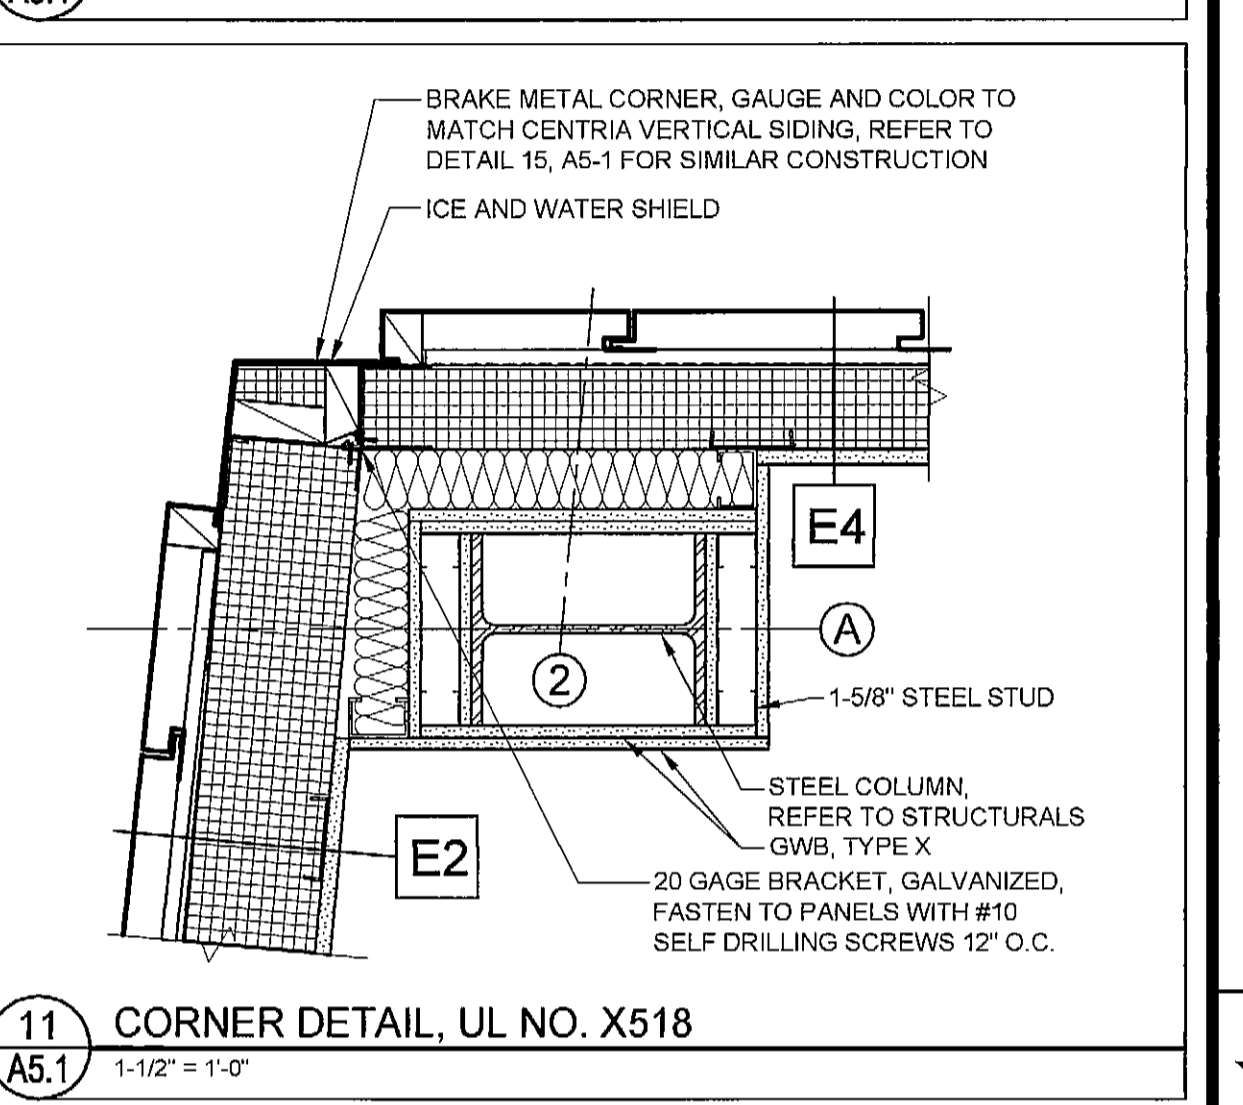 BRAKE METAL CORNER, GAUGE AND COLOR TO
MATCH CENTRIA VERTICAL SIDING, REFER TO
DETAIL 15, A5-1 FOR SIMILAR CONSTRUCTION
ICE AND WATER SHIELD
E4
A
2
1-5/8" STEEL STUD
STEEL COLUMN,
REFER TO STRUCTURALS
GWB, TYPE X
E2
20 GAGE BRACKET, GALVANIZED,
FASTEN TO PANELS WITH #10
SELF DRILLING SCREWS 12" O.C.
11
CORNER DETAIL, UL NO. X518
A5.1
1-1/2" = 1'-0"